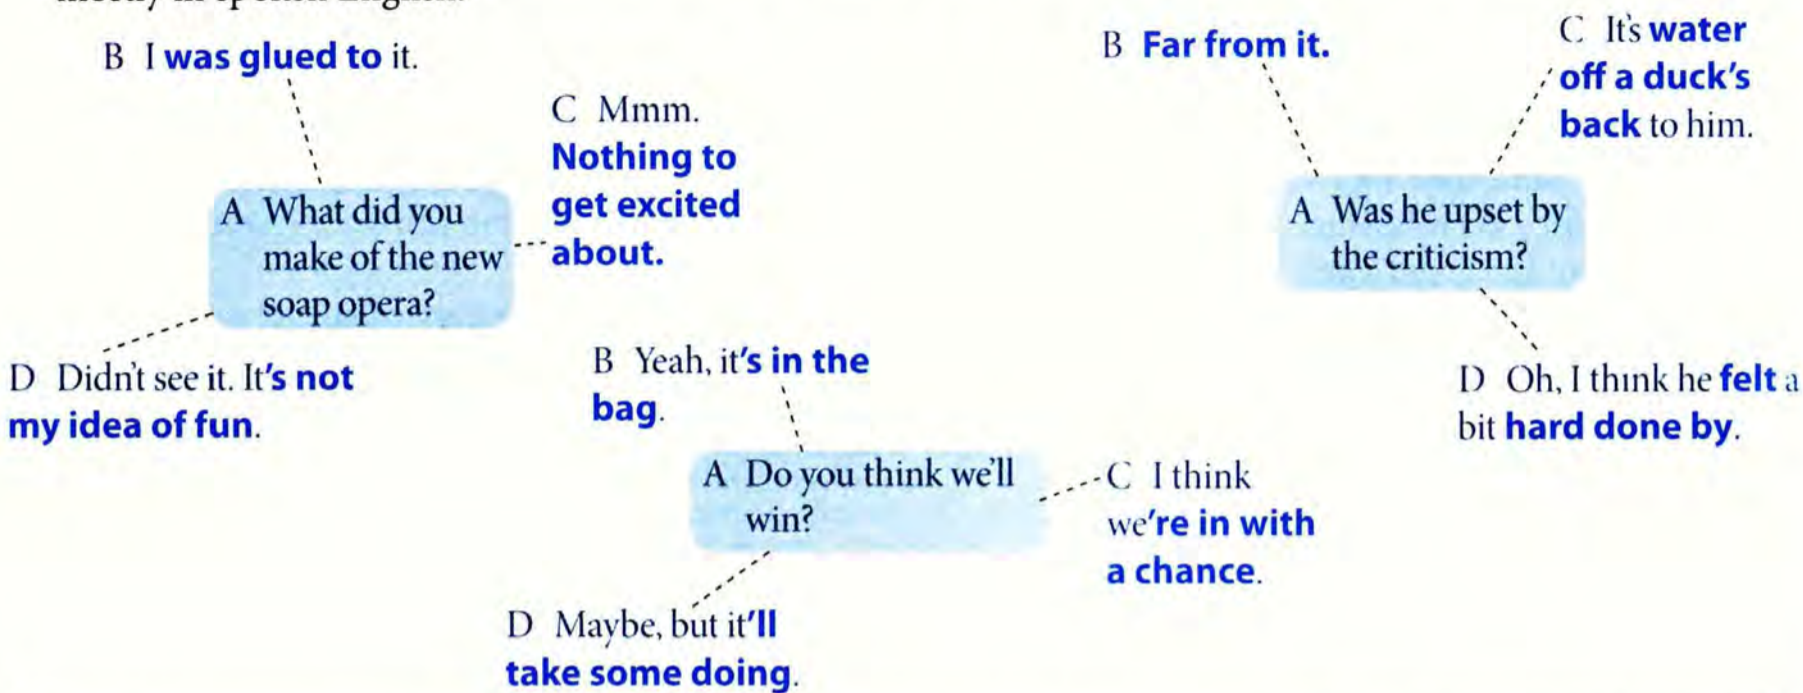 B I was glued to it.
C Mmm.
Nothing to
get excited
about.
A What did you
make of the new
soap opera?
D Didn't see it. It's not
my idea of fun.
B Far from it.
C It's water
off a duck's
back to him.
A Was he upset by
the criticism?
D Oh, I think he felt a
bit hard done by.
B Yeah, it's in the
bag.
A Do you think we'll
win?
C I think
we're in with
a chance.
D Maybe, but it'll
take some doing.